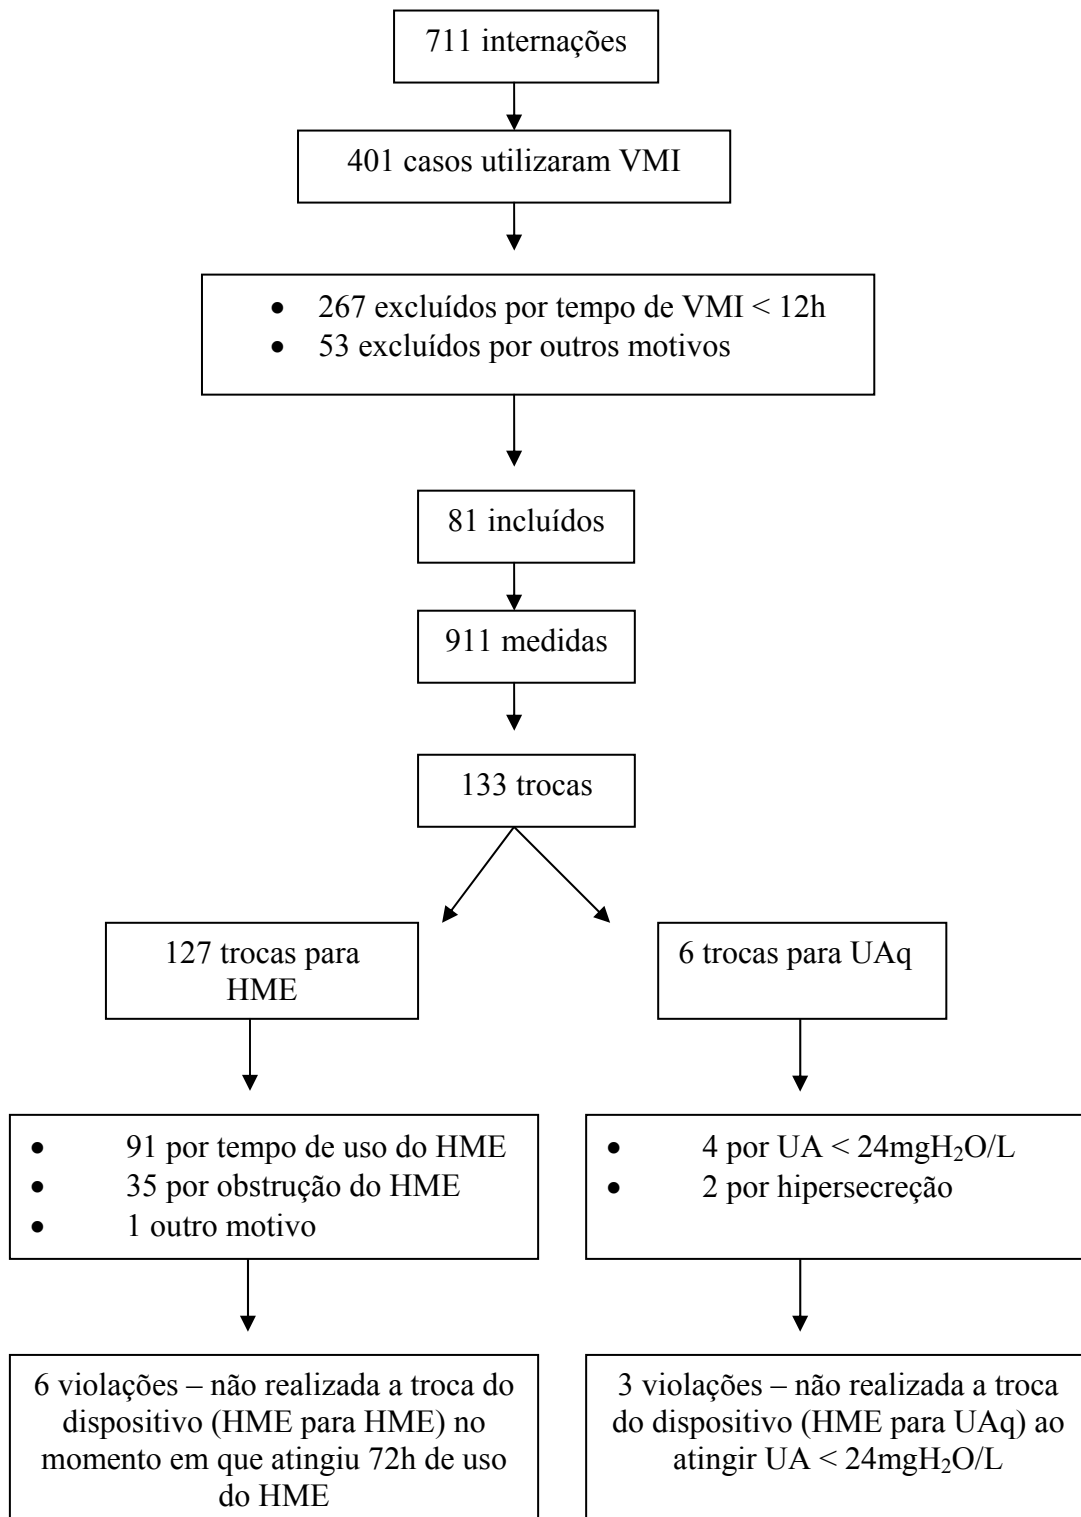 711 internações
401 casos utilizaram VMI
• 267 excluídos por tempo de VMI < 12h
• 53 excluídos por outros motivos
81 incluídos
911 medidas
133 trocas
127 trocas para
HME
6 trocas para UAq
• 91 por tempo de uso do HME
• 35 por obstrução do HME
• 1 outro motivo
• 4 por UA < 24mgH₂O/L
• 2 por hipersecreção
6 violações – não realizada a troca do
dispositivo (HME para HME) no
momento em que atingiu 72h de uso
do HME
3 violações – não realizada a troca
do dispositivo (HME para UAq) ao
atingir UA < 24mgH₂O/L